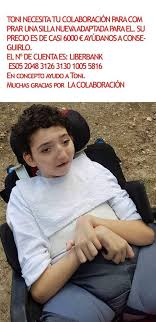 TONI NECESITA TU COLABORACIÓN PARA COM
PRAR UNA SILLA NUEVA ADAPTADA PARA EL.. SU
PRECIO ES DE CASI 6000 € AYÚDANOS A CONSE-
GUIRLO.
EL Nº DE CUENTA ES: LIBERBANK
ES05 2048 3126 3130 1005 5816
EN CONCEPTO AYUDO A TONI.
MUCHAS GRACIAS POR LA COLABORACIÓN